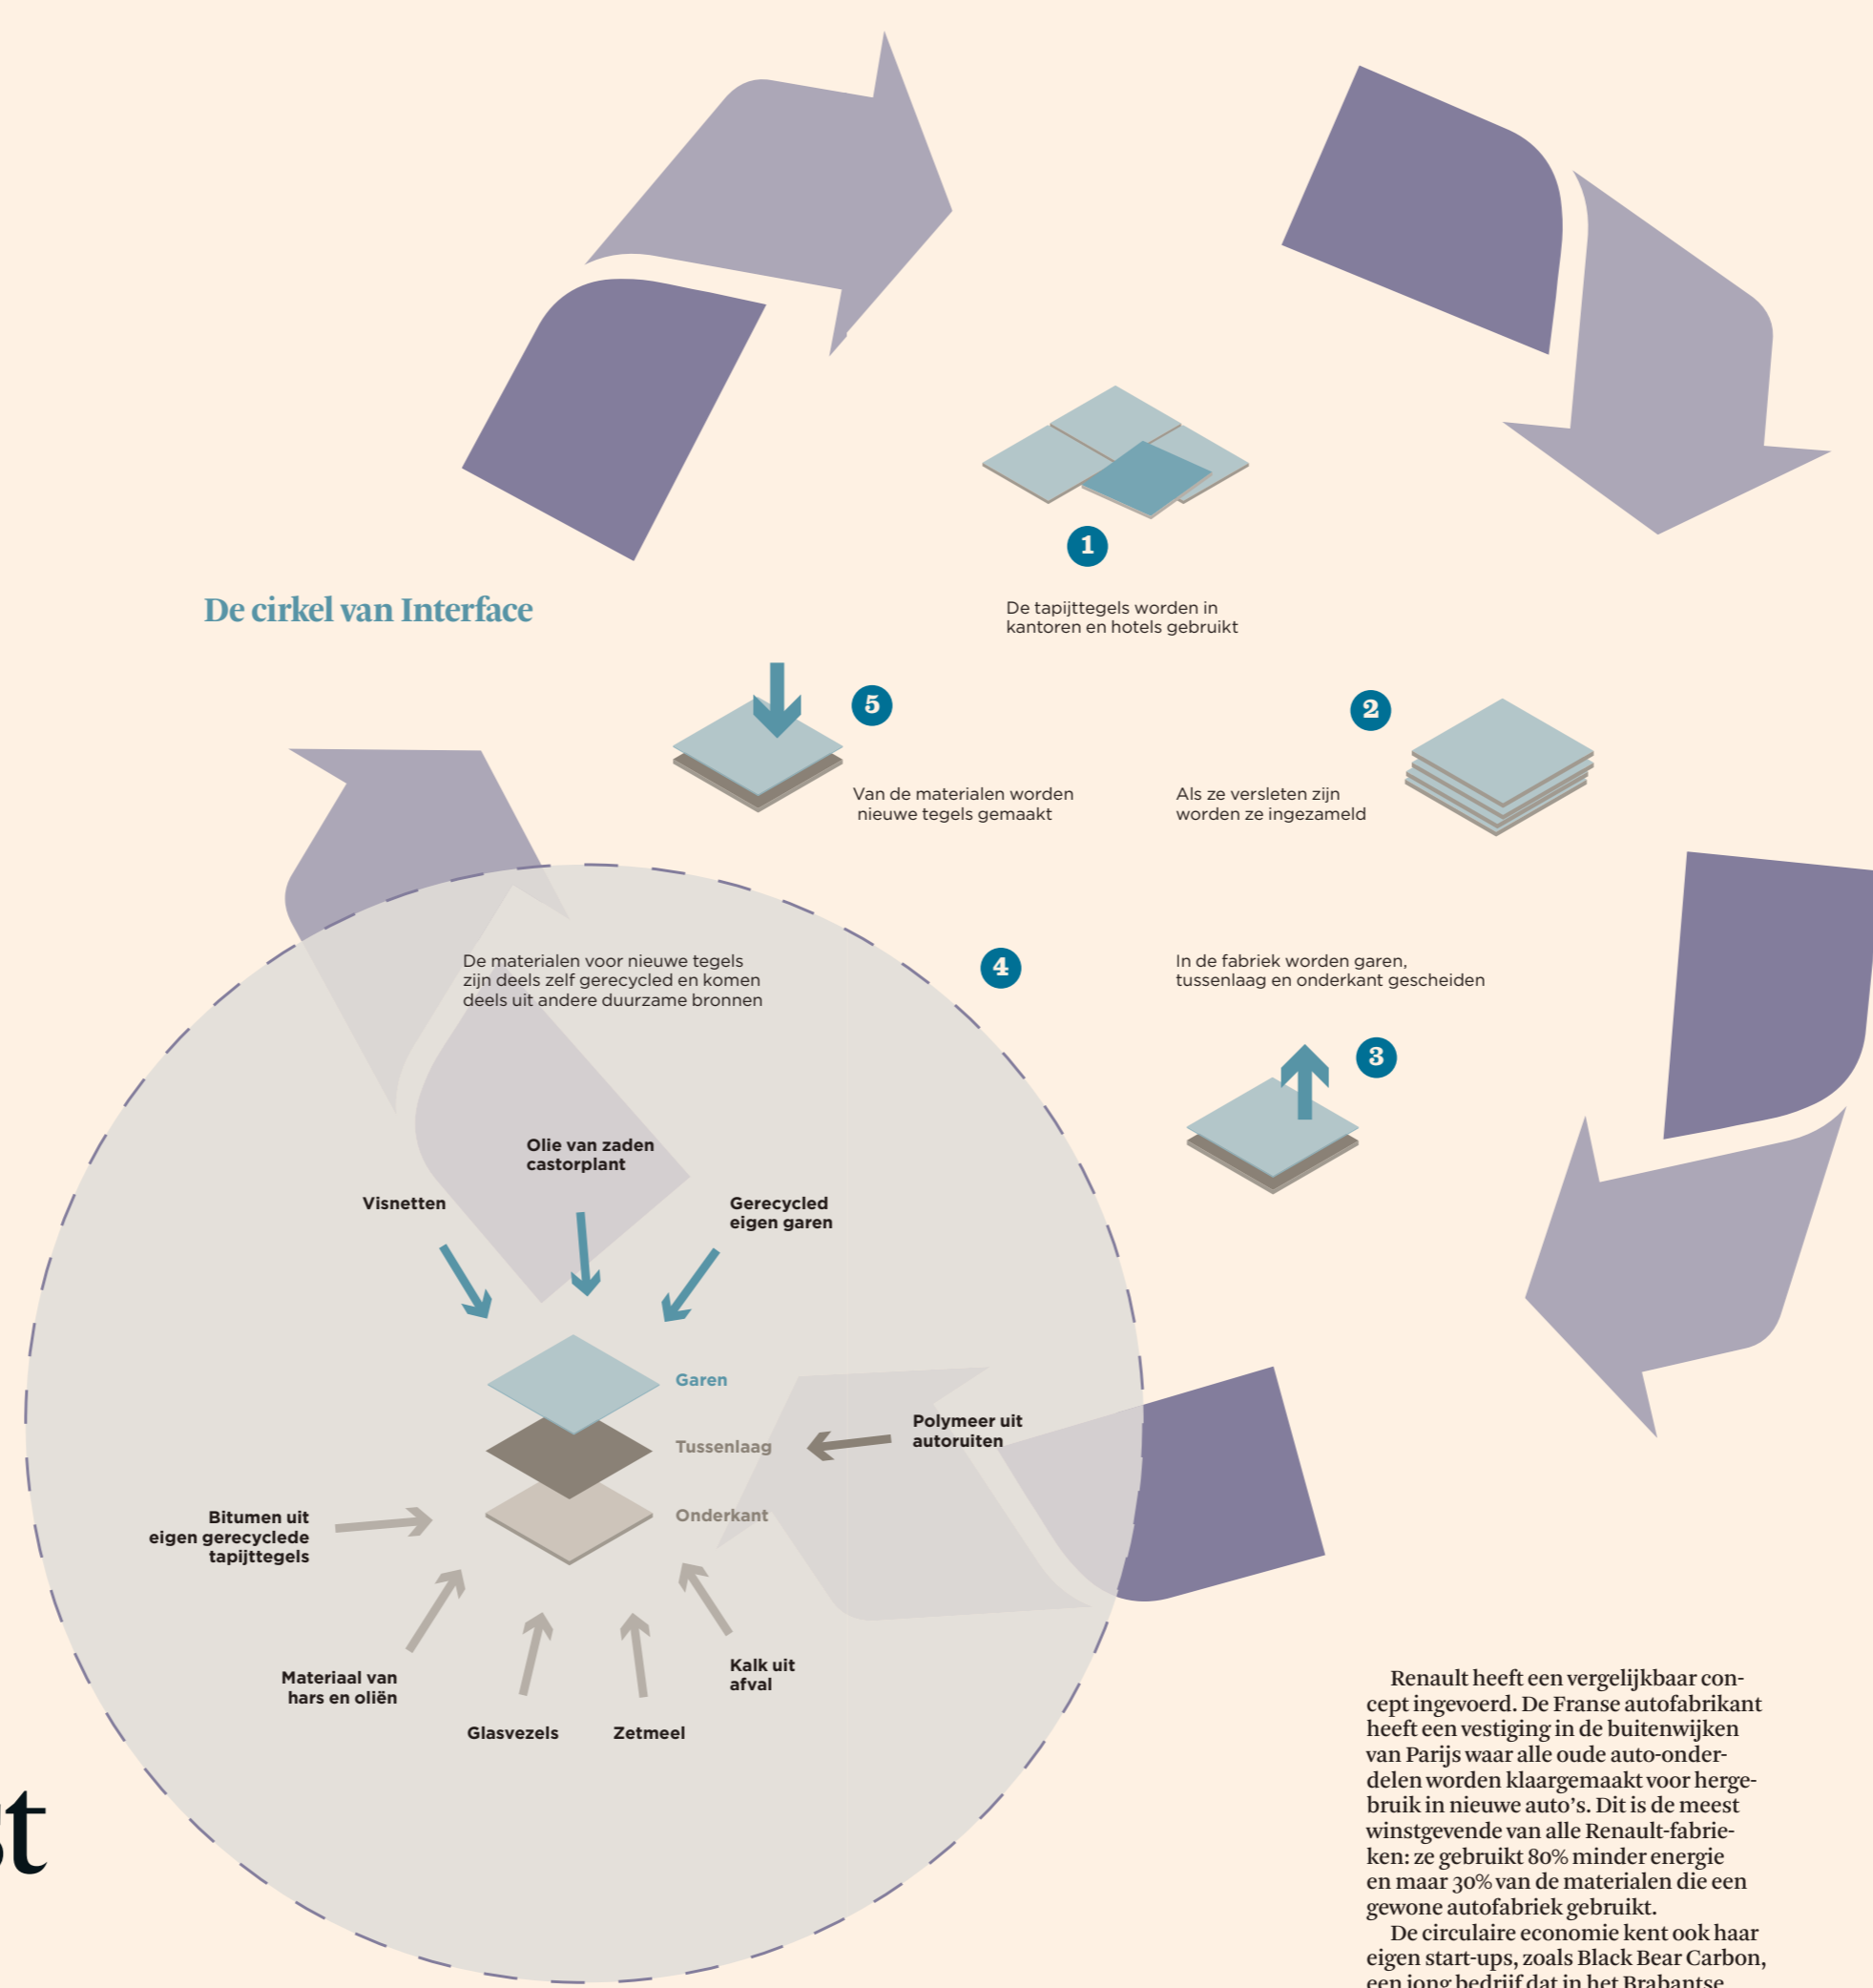 De cirkel van Interface
1
De tapijttegels worden in
kantoren en hotels gebruikt
2
Als ze versleten zijn
worden ze ingezameld
In de fabriek worden garen,
tussenlaag en onderkant gescheiden
3
4
De materialen voor nieuwe tegels
zijn deels zelf gerecycled en komen
deels uit andere duurzame bronnen
5
Van de materialen worden
nieuwe tegels gemaakt
Visnetten
Olie van zaden
castorplant
Gerecycled
eigen garen
Garen
Tussenlaag
Onderkant
Polymeer uit
autoruiten
Bitumen uit
eigen gerecyclede
tapijttegels
Materiaal van
hars en oliën
Glasvezels
Zetmeel
Kalk uit
afval
Renault heeft een vergelijkbaar con-
cept ingevoerd. De Franse autofabrikant
heeft een vestiging in de buitenwijken
van Parijs waar alle oude auto-onder-
delen worden klaargemaakt voor herge-
bruik in nieuwe auto's. Dit is de meest
winstgevende van alle Renault-fabrie-
ken: ze gebruikt 80% minder energie
en maar 30% van de materialen die een
gewone autofabriek gebruikt.
De circulaire economie kent ook haar
eigen start-ups, zoals Black Bear Carbon,
een jong bedrijf dat in het Brabantse